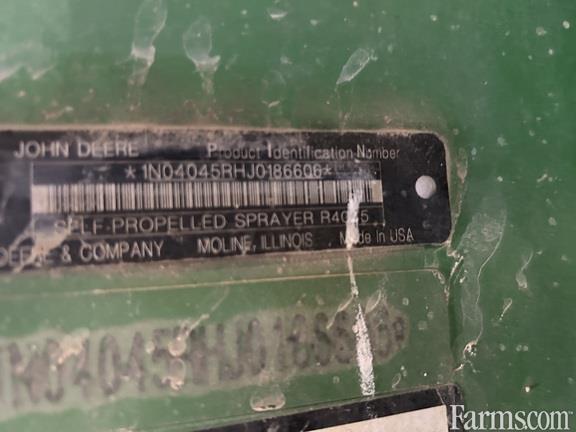 JOHN DEERE Product Identification Number
*1N04045RHJ0186606*
SELF-PROPELLED SPRAYER R4045
DEERE & COMPANY MOLINE, ILLINOIS Made In USA
Farms.com